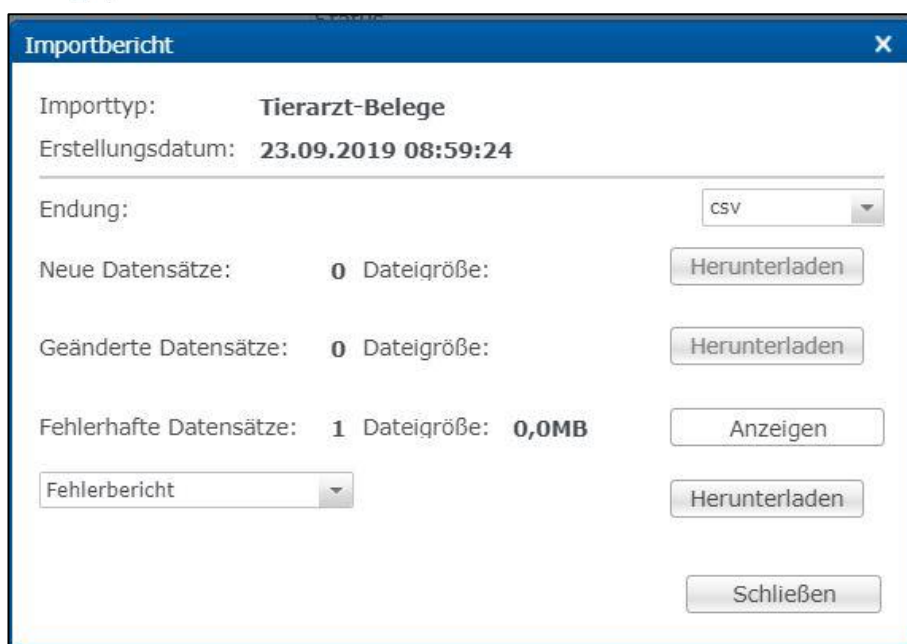 Importbericht x
Importtyp: Tierarzt-Belege
Erstellungsdatum: 23.09.2019 08:59:24
Endung: csv
Neue Datensätze: 0 Dateigröße: Herunterladen
Geänderte Datensätze: 0 Dateigröße: Herunterladen
Fehlerhafte Datensätze: 1 Dateigröße: 0,0MB Anzeigen
Fehlerbericht Herunterladen
Schließen